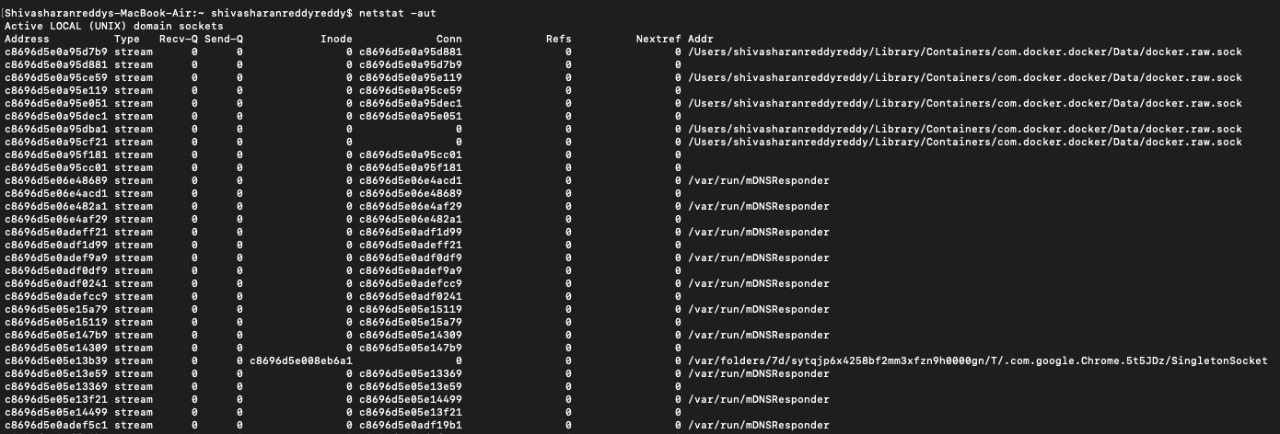 [Shivasharanreddys-MacBook-Air:~ shivasharanreddyreddy$ netstat -aut
Active LOCAL (UNIX) domain sockets
Address Type Recv-Q Send-Q Inode Conn Refs Nextref Addr
c8696d5e0a95d7b9 stream 0 0 0 c8696d5e0a95d881 0 0 /Users/shivasharanreddyreddy/Library/Containers/com.docker.docker/Data/docker.raw.sock
c8696d5e0a95d881 stream 0 0 0 c8696d5e0a95d7b9 0 0
c8696d5e0a95ce59 stream 0 0 0 c8696d5e0a95e119 0 0 /Users/shivasharanreddyreddy/Library/Containers/com.docker.docker/Data/docker.raw.sock
c8696d5e0a95e119 stream 0 0 0 c8696d5e0a95ce59 0 0
c8696d5e0a95e051 stream 0 0 0 c8696d5e0a95dec1 0 0 /Users/shivasharanreddyreddy/Library/Containers/com.docker.docker/Data/docker.raw.sock
c8696d5e0a95dec1 stream 0 0 0 c8696d5e0a95e051 0 0
c8696d5e0a95dba1 stream 0 0 0 0 0 0 /Users/shivasharanreddyreddy/Library/Containers/com.docker.docker/Data/docker.raw.sock
c8696d5e0a95cf21 stream 0 0 0 0 0 0 /Users/shivasharanreddyreddy/Library/Containers/com.docker.docker/Data/docker.raw.sock
c8696d5e0a95f181 stream 0 0 0 c8696d5e0a95cc01 0 0
c8696d5e0a95cc01 stream 0 0 0 c8696d5e0a95f181 0 0
c8696d5e06e48689 stream 0 0 0 c8696d5e06e4acd1 0 0 /var/run/mDNSResponder
c8696d5e06e4acd1 stream 0 0 0 c8696d5e06e48689 0 0
c8696d5e06e482a1 stream 0 0 0 c8696d5e06e4af29 0 0 /var/run/mDNSResponder
c8696d5e06e4af29 stream 0 0 0 c8696d5e06e482a1 0 0
c8696d5e0adeff21 stream 0 0 0 c8696d5e0adf1d99 0 0 /var/run/mDNSResponder
c8696d5e0adf1d99 stream 0 0 0 c8696d5e0adeff21 0 0
c8696d5e0adef9a9 stream 0 0 0 c8696d5e0adf0df9 0 0 /var/run/mDNSResponder
c8696d5e0adf0df9 stream 0 0 0 c8696d5e0adef9a9 0 0
c8696d5e0adf0241 stream 0 0 0 c8696d5e0adefcc9 0 0 /var/run/mDNSResponder
c8696d5e0adefcc9 stream 0 0 0 c8696d5e0adf0241 0 0
c8696d5e05e15a79 stream 0 0 0 c8696d5e05e15119 0 0 /var/run/mDNSResponder
c8696d5e05e15119 stream 0 0 0 c8696d5e05e15a79 0 0
c8696d5e05e147b9 stream 0 0 0 c8696d5e05e14309 0 0 /var/run/mDNSResponder
c8696d5e05e14309 stream 0 0 0 c8696d5e05e147b9 0 0
c8696d5e05e13b39 stream 0 0 c8696d5e008eb6a1 0 0 0 /var/folders/7d/sytqjp6x4258bf2mm3xfzn9h0000gn/T/.com.google.Chrome.5t5JDz/SingletonSocket
c8696d5e05e13e59 stream 0 0 0 c8696d5e05e13369 0 0 /var/run/mDNSResponder
c8696d5e05e13369 stream 0 0 0 c8696d5e05e13e59 0 0
c8696d5e05e13f21 stream 0 0 0 c8696d5e05e14499 0 0 /var/run/mDNSResponder
c8696d5e05e14499 stream 0 0 0 c8696d5e05e13f21 0 0
c8696d5e0adef5c1 stream 0 0 0 c8696d5e0adf19b1 0 0 /var/run/mDNSResponder